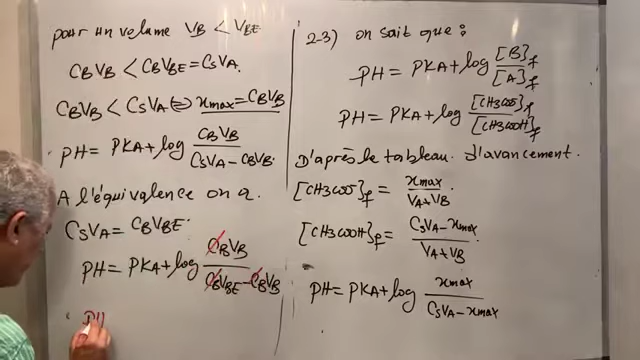 pour un volume VB < VBE
CBVB < CBVBE = CSVA.
CBVB < CSVA ⇒ xmax = CBVB
PH = PKA + log CBVB / CSVA - CBVB
A l'équivalence on a
CSVA = CBVBE
PH = PKA + log CBVB / CBVBE - CBVB
PH
2-3) on sait que :
PH = PKA + log [B]f / [A]f
PH = PKA + log [CH3COO⁻]f / [CH3COOH]f
D'après le tableau d'avancement.
[CH3COO⁻]f = xmax / VA + VB
[CH3COOH]f = CSVA - xmax / VA + VB
PH = PKA + log xmax / CSVA - xmax